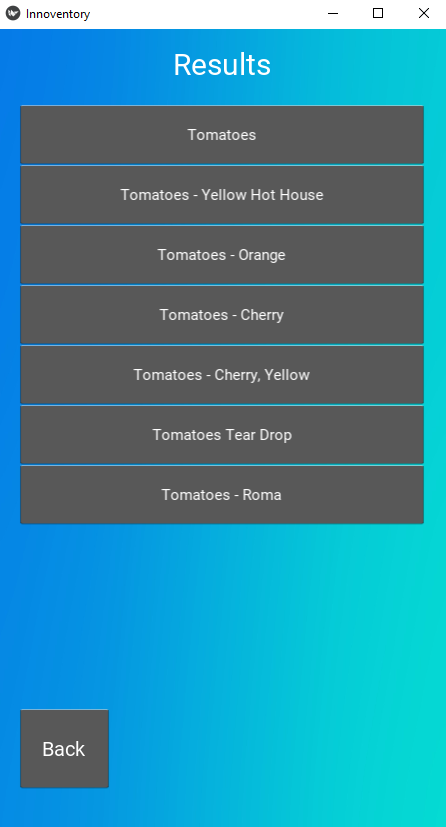 Innoventory
Results
Tomatoes
Tomatoes - Yellow Hot House
Tomatoes - Orange
Tomatoes - Cherry
Tomatoes - Cherry, Yellow
Tomatoes Tear Drop
Tomatoes - Roma
Back